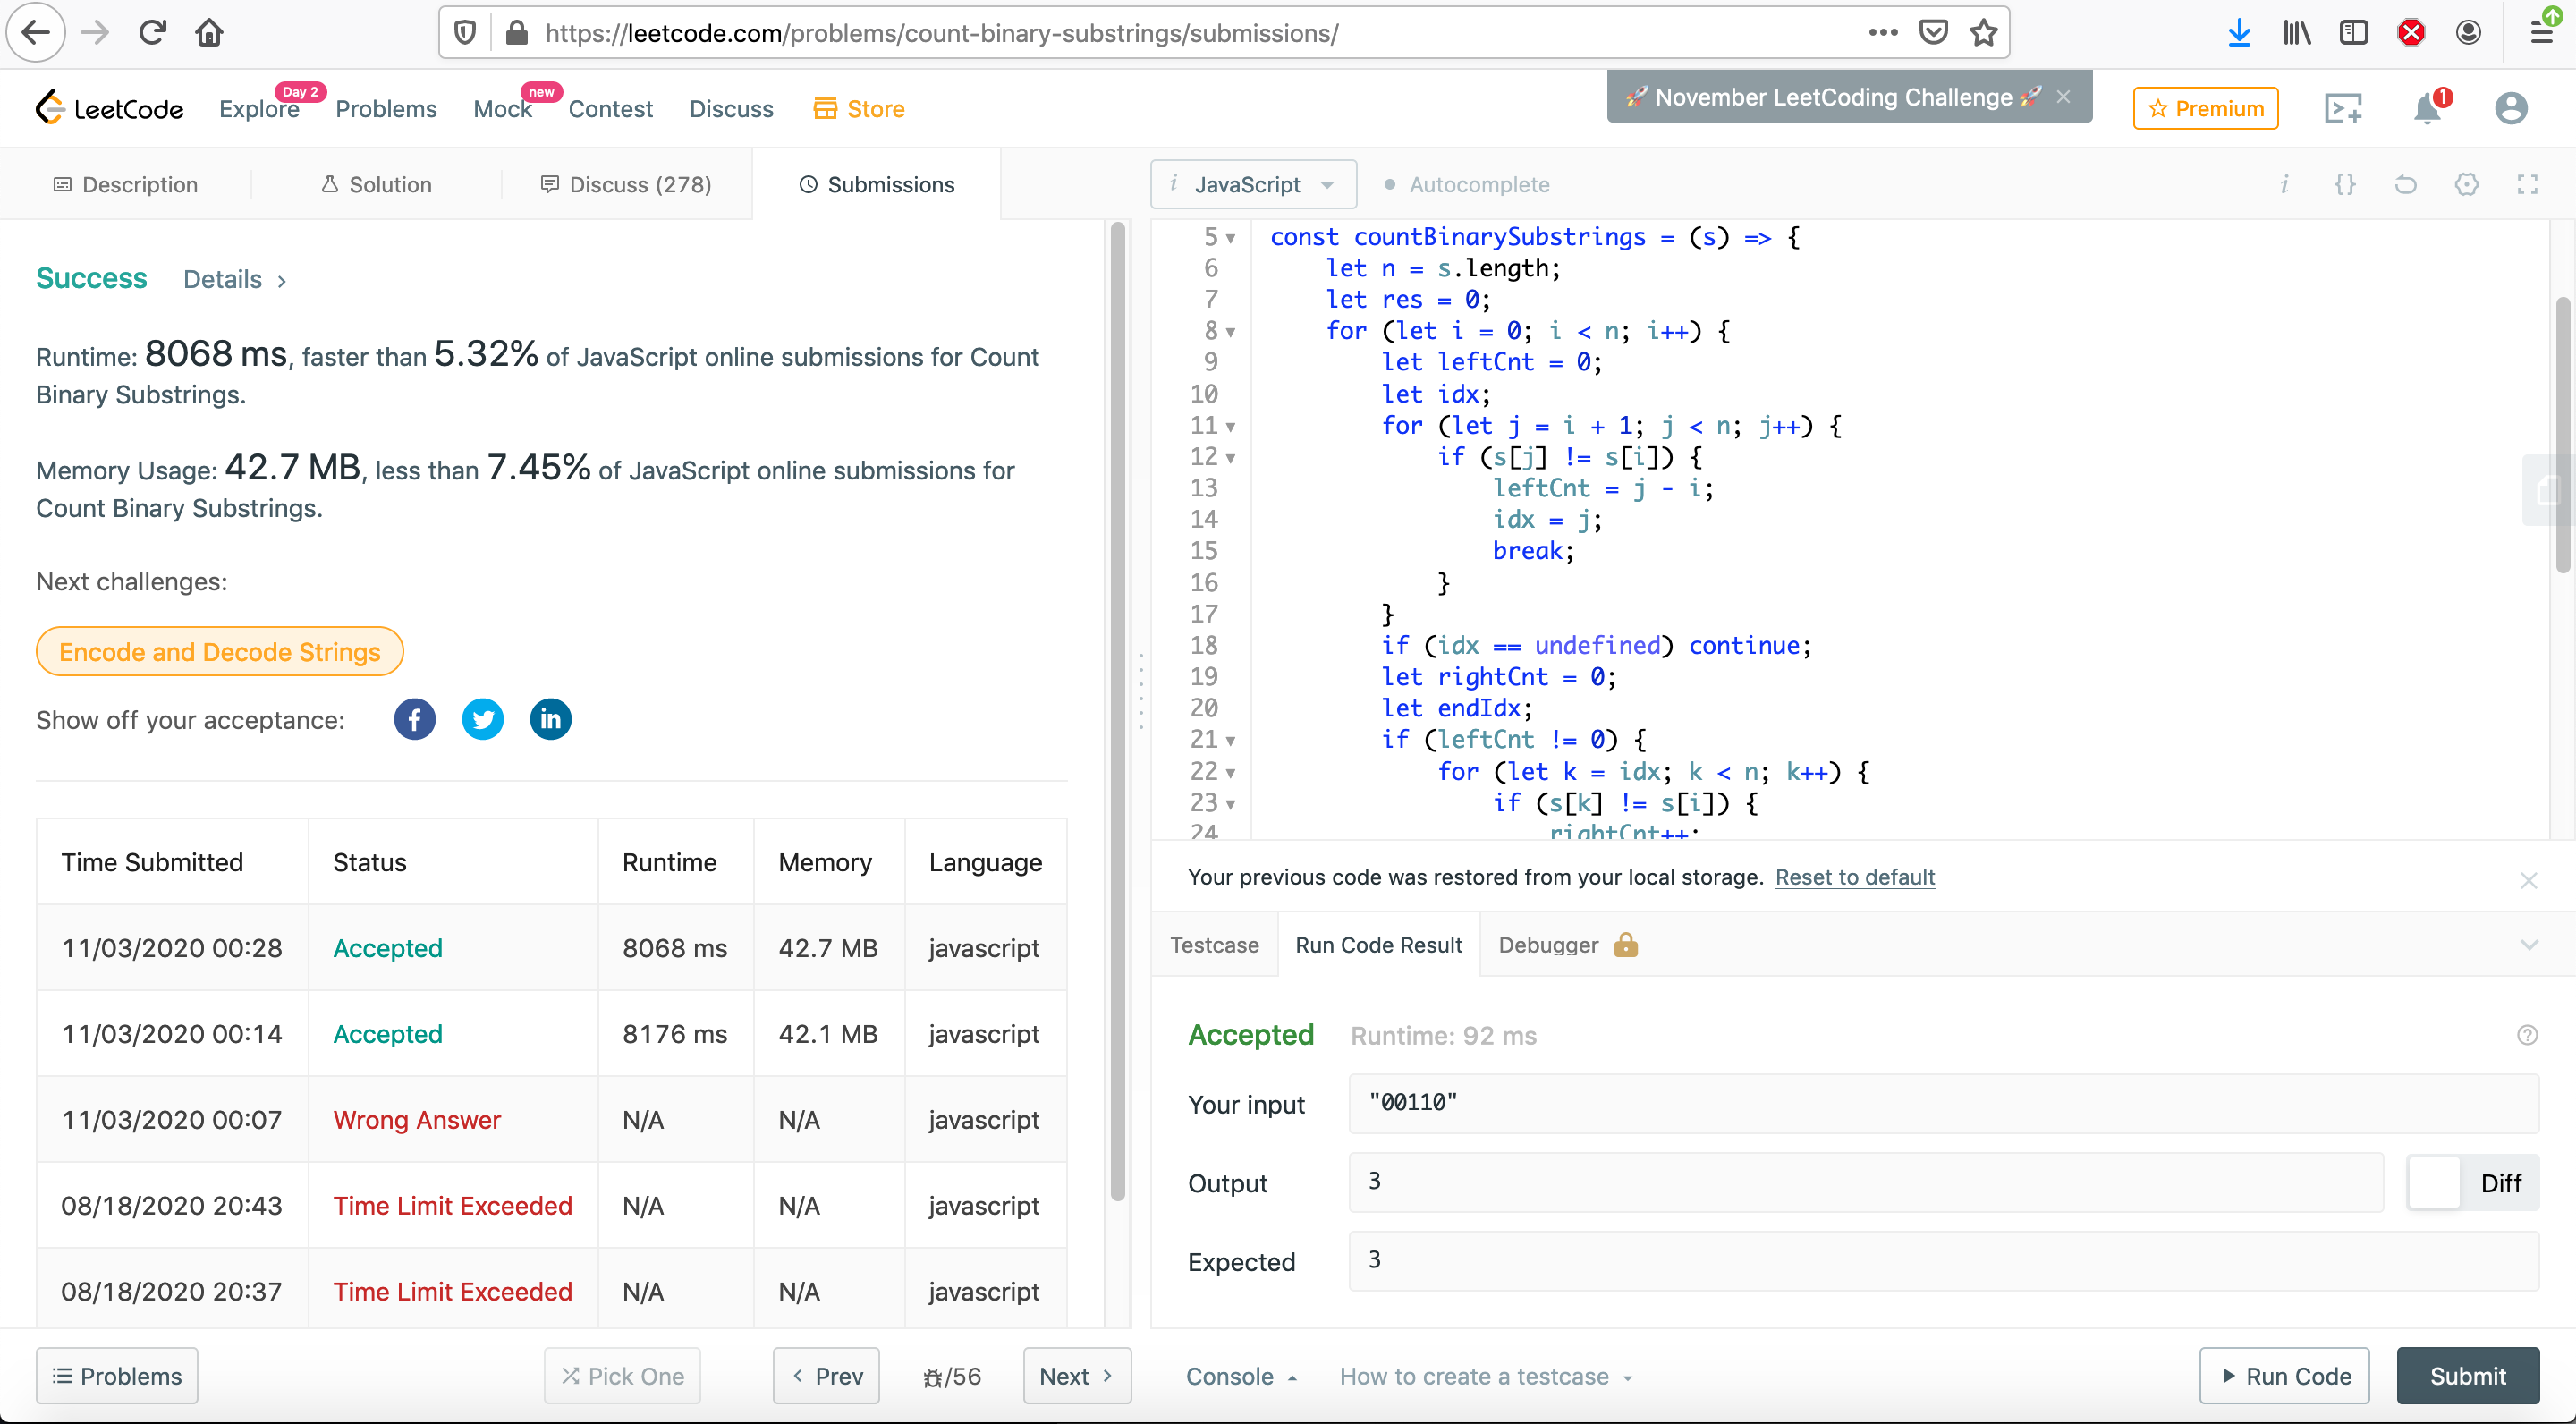 https://leetcode.com/problems/count-binary-substrings/submissions/
LeetCode
Explore
Day 2
Problems
Mock
new
Contest
Discuss
Store
🚀 November LeetCoding Challenge 🚀 ×
Premium
1
Description
Solution
Discuss (278)
Submissions
Success Details >
Runtime: 8068 ms, faster than 5.32% of JavaScript online submissions for Count
Binary Substrings.
Memory Usage: 42.7 MB, less than 7.45% of JavaScript online submissions for
Count Binary Substrings.
Next challenges:
Encode and Decode Strings
Show off your acceptance:
Time Submitted Status Runtime Memory Language
11/03/2020 00:28 Accepted 8068 ms 42.7 MB javascript
11/03/2020 00:14 Accepted 8176 ms 42.1 MB javascript
11/03/2020 00:07 Wrong Answer N/A N/A javascript
08/18/2020 20:43 Time Limit Exceeded N/A N/A javascript
08/18/2020 20:37 Time Limit Exceeded N/A N/A javascript
Problems
Pick One
< Prev
/56
Next >
i JavaScript
Autocomplete
i {}
5 const countBinarySubstrings = (s) => {
6 let n = s.length;
7 let res = 0;
8 for (let i = 0; i < n; i++) {
9 let leftCnt = 0;
10 let idx;
11 for (let j = i + 1; j < n; j++) {
12 if (s[j] != s[i]) {
13 leftCnt = j - i;
14 idx = j;
15 break;
16 }
17 }
18 if (idx == undefined) continue;
19 let rightCnt = 0;
20 let endIdx;
21 if (leftCnt != 0) {
22 for (let k = idx; k < n; k++) {
23 if (s[k] != s[i]) {
24 rightCnt++;
Your previous code was restored from your local storage. Reset to default
Testcase
Run Code Result
Debugger
Accepted Runtime: 92 ms
Your input "00110"
Output 3 Diff
Expected 3
Console
How to create a testcase
Run Code
Submit